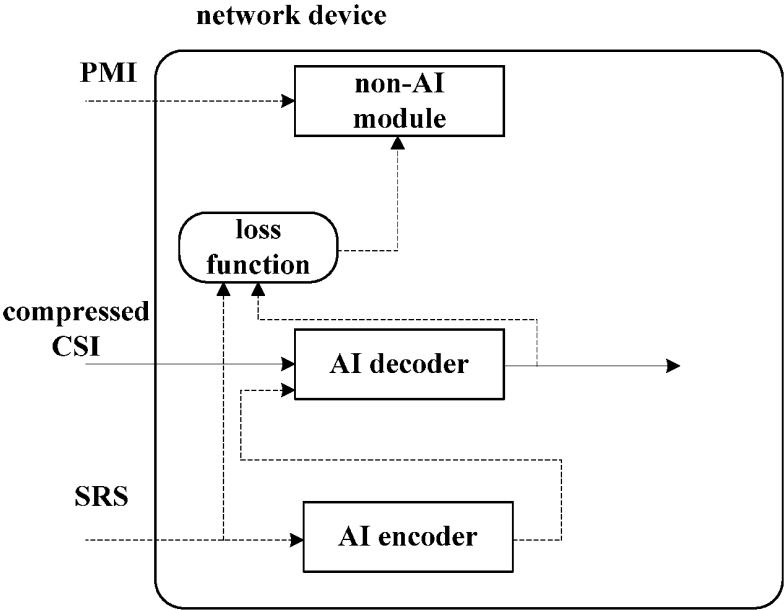 network device
PMI
non-AI
module
loss
function
compressed
CSI
AI decoder
SRS
AI encoder